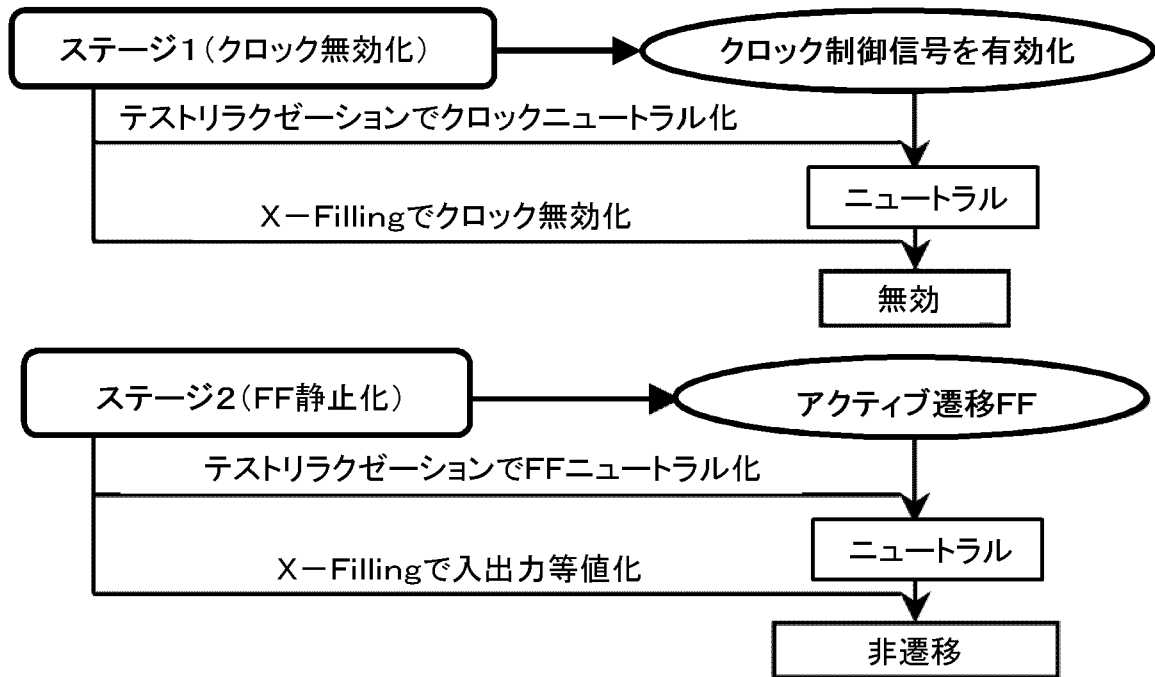 ステージ1(クロック無効化)
クロック制御信号を有効化
テストリラクゼーションでクロックニュートラル化
ニュートラル
X－Fillingでクロック無効化
無効
ステージ2(FF静止化)
アクティブ遷移FF
テストリラクゼーションでFFニュートラル化
ニュートラル
X－Fillingで入出力等値化
非遷移